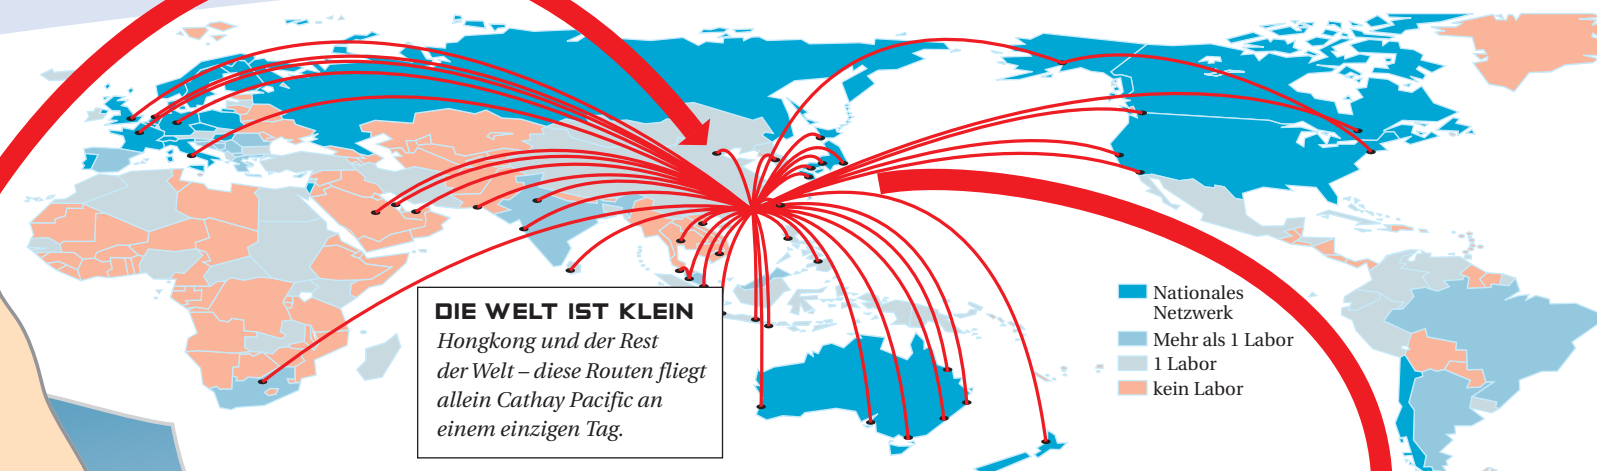 DIE WELT IST KLEIN
Hongkong und der Rest
der Welt – diese Routen fliegt
allein Cathay Pacific an
einem einzigen Tag.
Nationales
Netzwerk
Mehr als 1 Labor
1 Labor
kein Labor